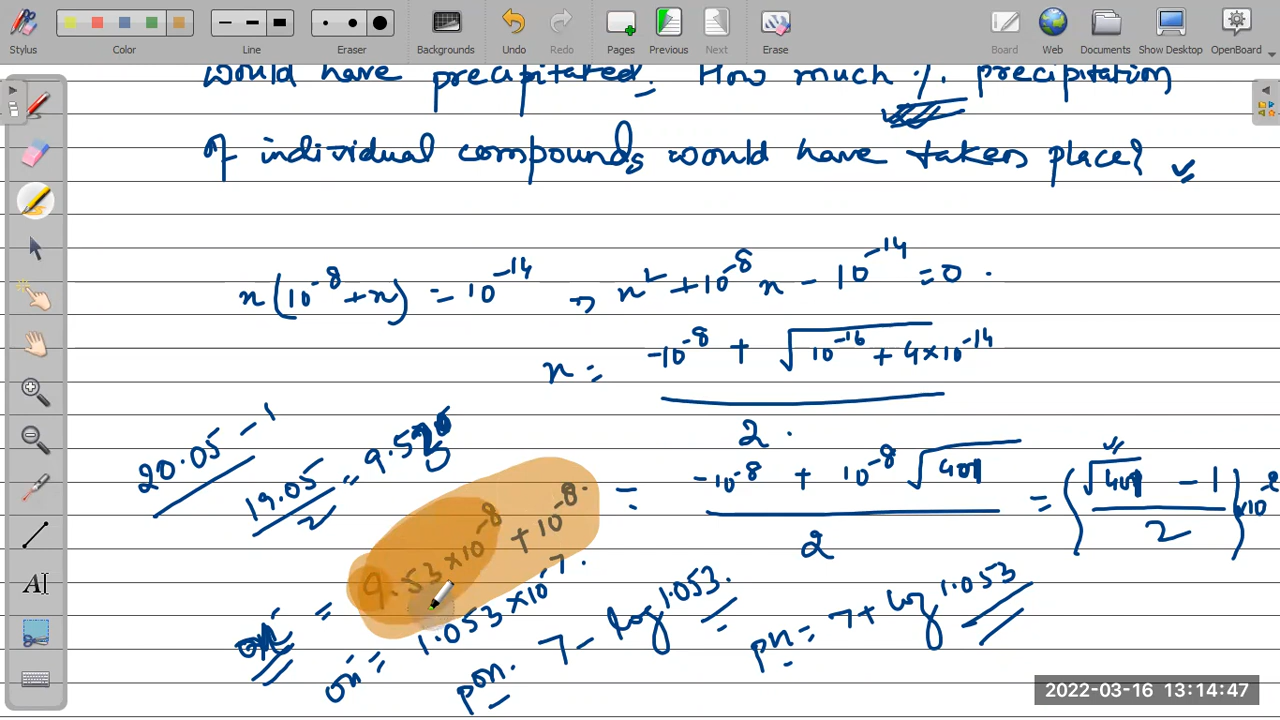 Stylus Color Line Eraser Backgrounds Undo Redo Pages Previous Next Erase Board Web Documents Show Desktop OpenBoard
would have precipitated. How much %. precipitation
of individual compounds would have taken place?
x(10^-8 + x) = 10^-14 → x² + 10^-8 x - 10^-14 = 0.
x = (-10^-8 + √(10^-16 + 4×10^-14)) / 2.
20.05 - 1
19.05 / 2 = 9.525
= (-10^-8 + 10^-8 √401) / 2 = ((√401 - 1) / 2) ×10^-8
= 9.53×10^-8 + 10^-8.
OH^- = 1.053×10^-7.
pOH. 7 - log 1.053.
pH = 7 + log 1.053
2022-03-16 13:14:47